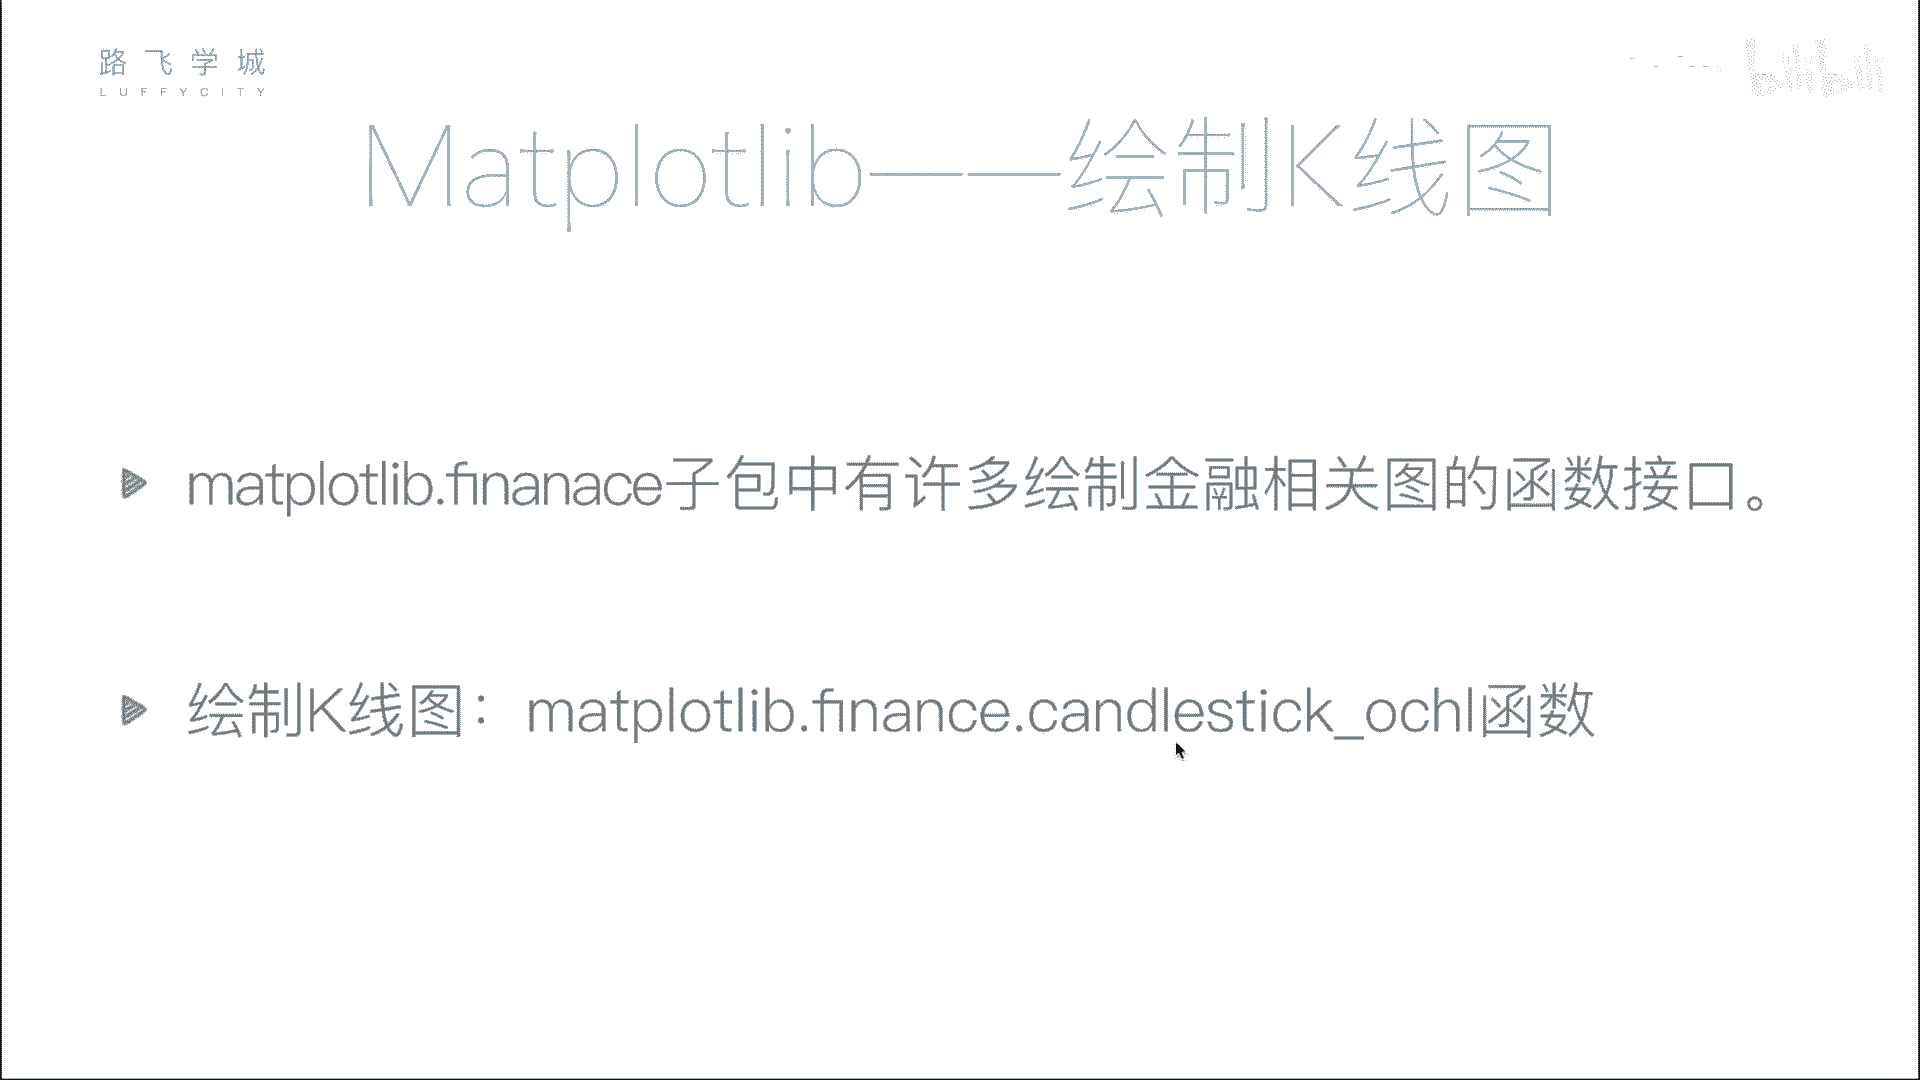 路飞学城
LUFFYCITY
bilibili
Matplotlib——绘制K线图
matplotlib.finanace子包中有许多绘制金融相关图的函数接口。
绘制K线图：matplotlib.finance.candlestick_ochl函数